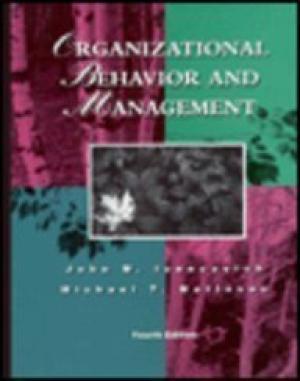 ORGANIZATIONAL
BEHAVIOR AND
MANAGEMENT
John M. Ivancevich
Michael T. Matteson
Fourth Edition